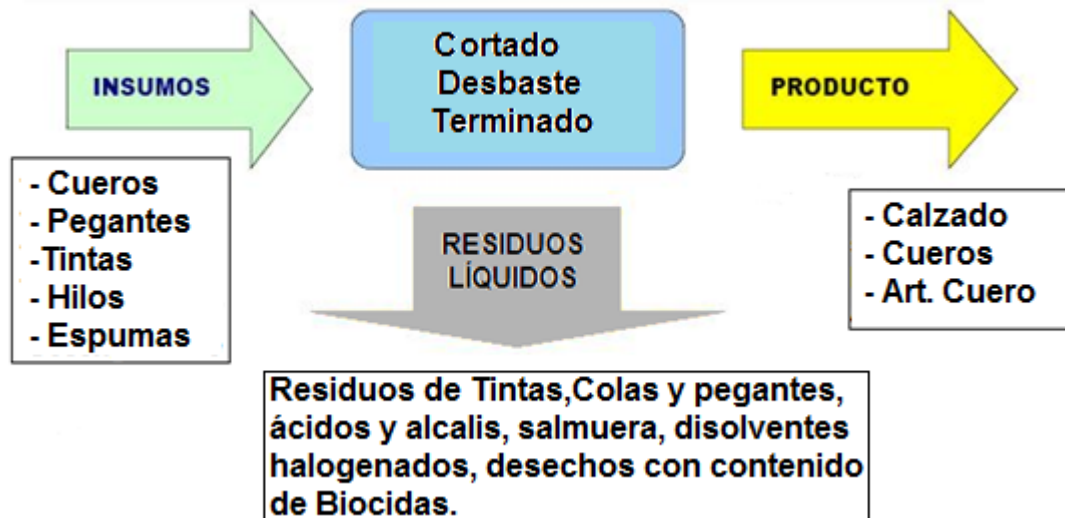 INSUMOS
Cortado
Desbaste
Terminado
PRODUCTO
- Cueros
- Pegantes
-Tintas
- Hilos
- Espumas
RESIDUOS
LÍQUIDOS
- Calzado
- Cueros
- Art. Cuero
Residuos de Tintas,Colas y pegantes,
ácidos y alcalis, salmuera, disolventes
halogenados, desechos con contenido
de Biocidas.